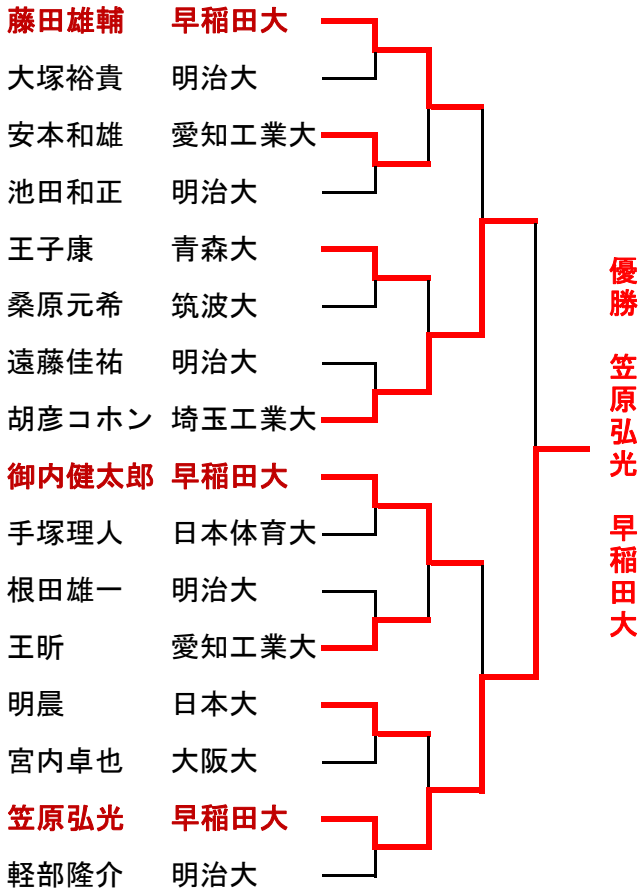 藤田雄輔 早稲田大
大塚裕貴 明治大
安本和雄 愛知工業大
池田和正 明治大
王子康 青森大
桑原元希 筑波大
遠藤佳祐 明治大
胡彦コホン 埼玉工業大
御内健太郎 早稲田大
手塚理人 日本体育大
根田雄一 明治大
王昕 愛知工業大
明晨 日本大
宮内卓也 大阪大
笠原弘光 早稲田大
軽部隆介 明治大
優勝 笠原弘光 早稲田大